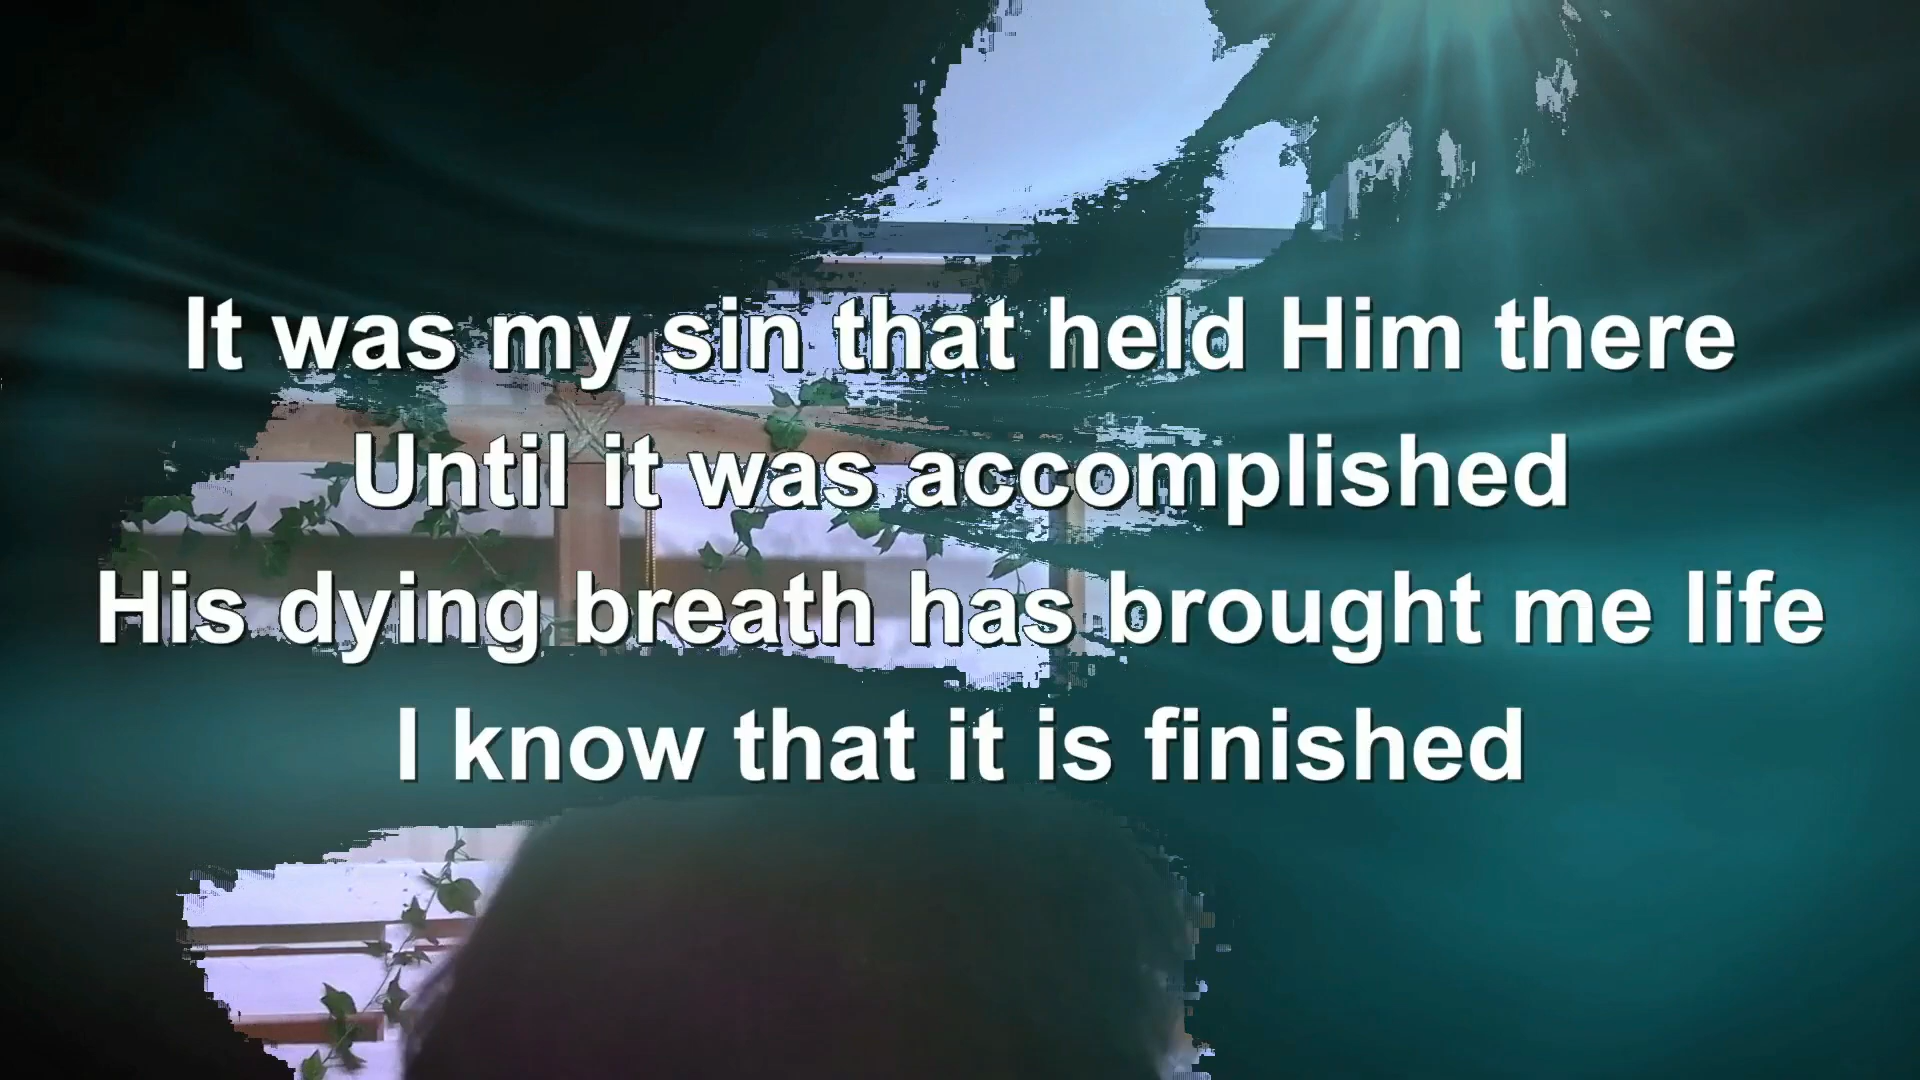 It was my sin that held Him there
Until it was accomplished
His dying breath has brought me life
I know that it is finished